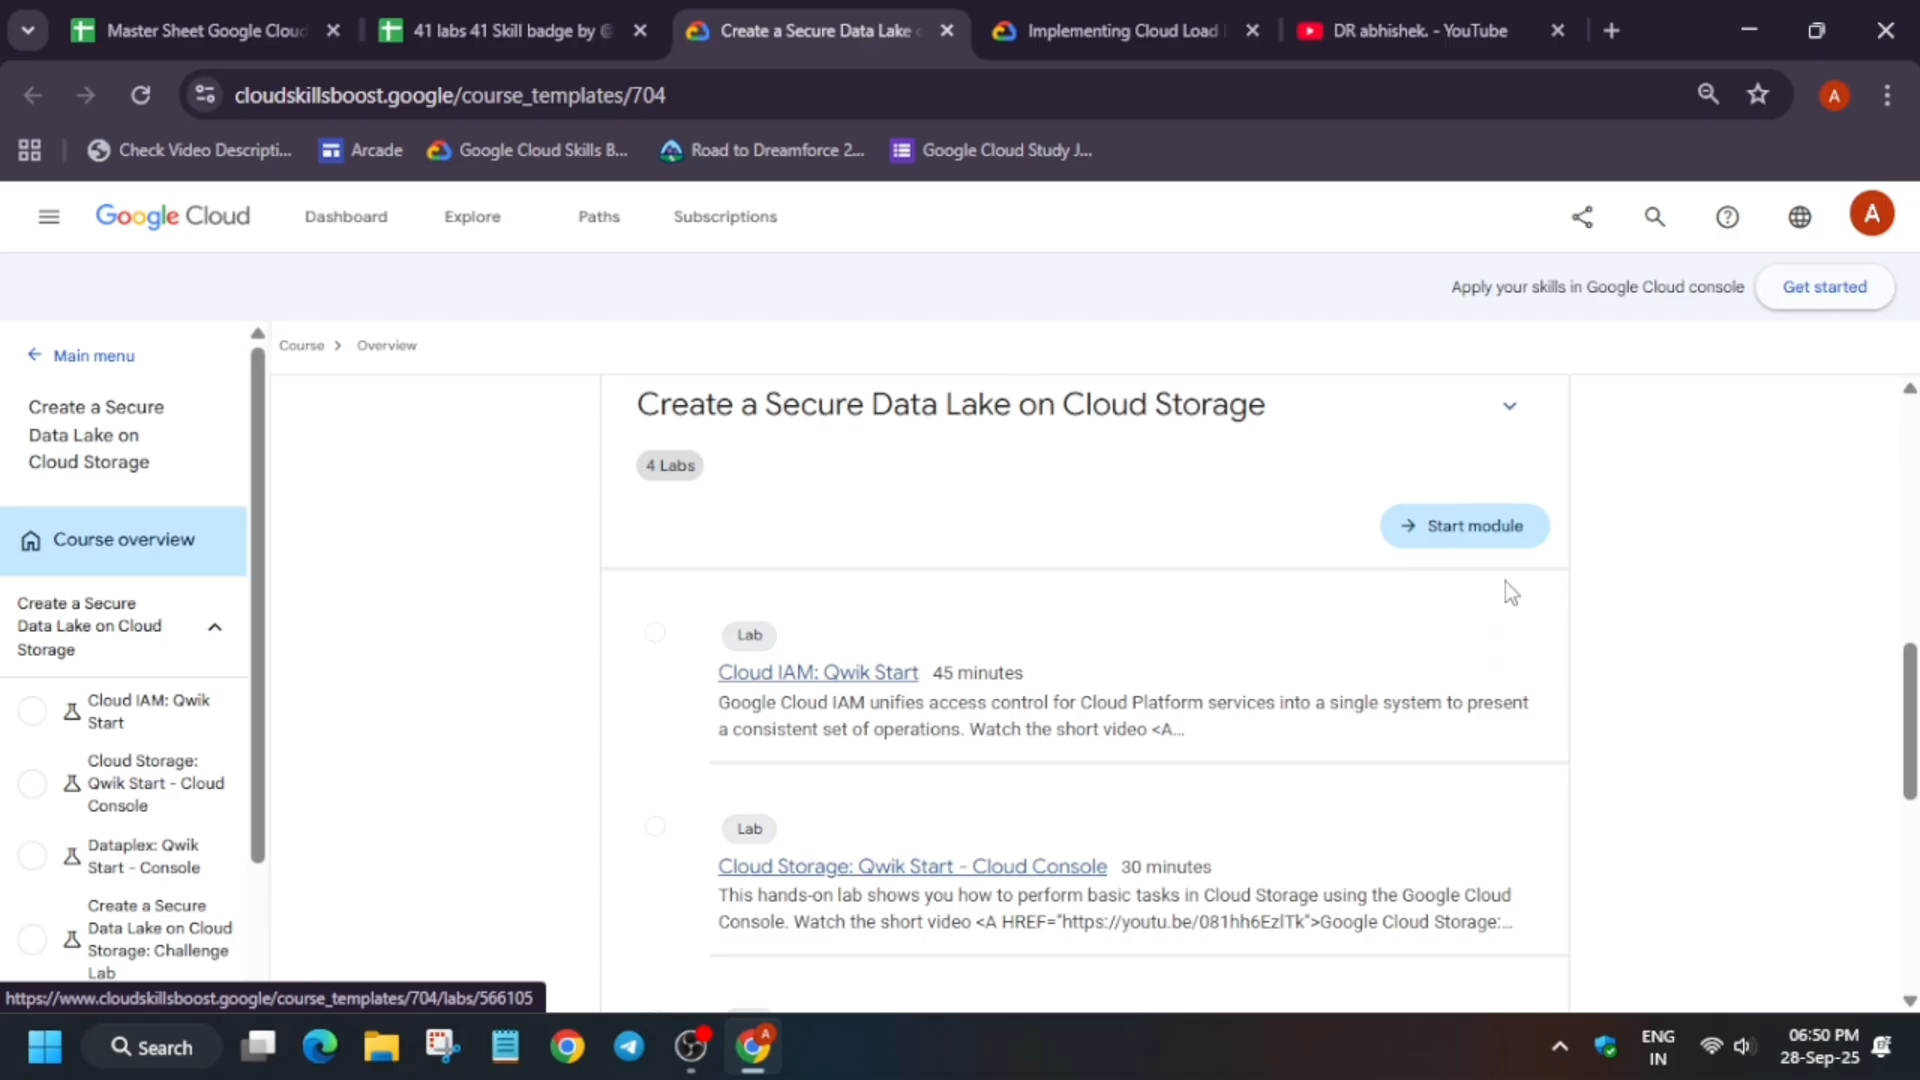 Master Sheet Google Cloud
41 labs 41 Skill badge by @
Create a Secure Data Lake
Implementing Cloud Load
DR abhishek. - YouTube
cloudskillsboost.google/course_templates/704
A
Check Video Descripti...
Arcade
Google Cloud Skills B...
Road to Dreamforce 2...
Google Cloud Study J...
Google Cloud
Dashboard
Explore
Paths
Subscriptions
A
Apply your skills in Google Cloud console
Get started
Main menu
Course > Overview
Create a Secure
Data Lake on
Cloud Storage
Course overview
Create a Secure
Data Lake on Cloud
Storage
Cloud IAM: Qwik
Start
Cloud Storage:
Qwik Start - Cloud
Console
Dataplex: Qwik
Start - Console
Create a Secure
Data Lake on Cloud
Storage: Challenge
Lab
Create a Secure Data Lake on Cloud Storage
4 Labs
Start module
Lab
Cloud IAM: Qwik Start 45 minutes
Google Cloud IAM unifies access control for Cloud Platform services into a single system to present
a consistent set of operations. Watch the short video <A...
Lab
Cloud Storage: Qwik Start - Cloud Console 30 minutes
This hands-on lab shows you how to perform basic tasks in Cloud Storage using the Google Cloud
Console. Watch the short video <A HREF="https://youtu.be/081hh6EzlTk">Google Cloud Storage:...
https://www.cloudskillsboost.google/course_templates/704/labs/566105
Search
A
ENG
IN
06:50 PM
28-Sep-25